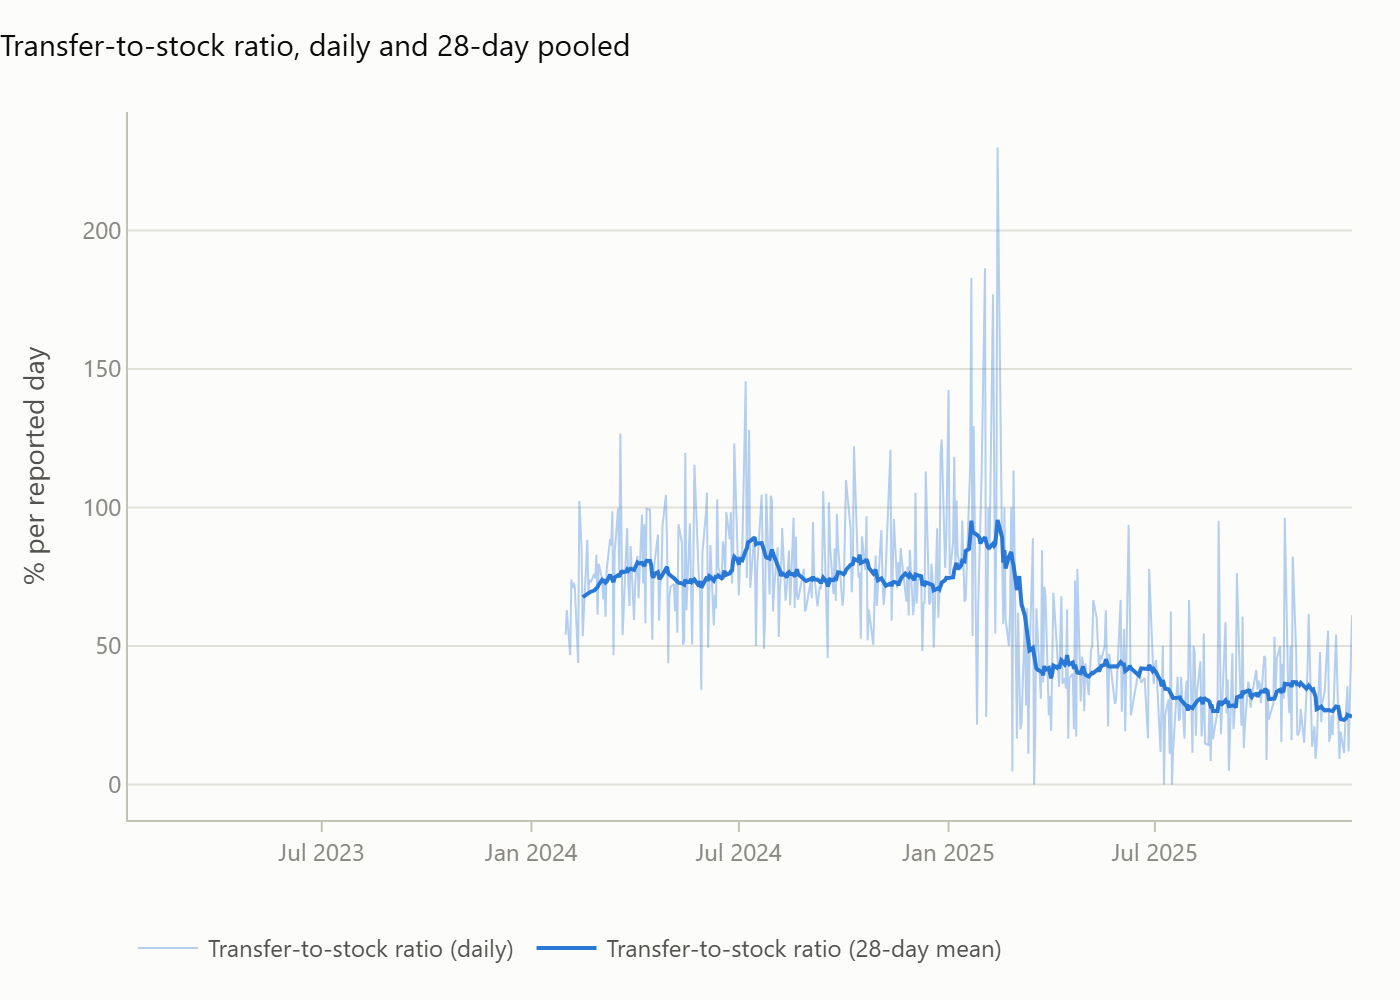 Transfer-to-stock ratio, daily and 28-day pooled
% per reported day
200
150
100
50
0
Jul 2023
Jan 2024
Jul 2024
Jan 2025
Jul 2025
Transfer-to-stock ratio (daily)
Transfer-to-stock ratio (28-day mean)